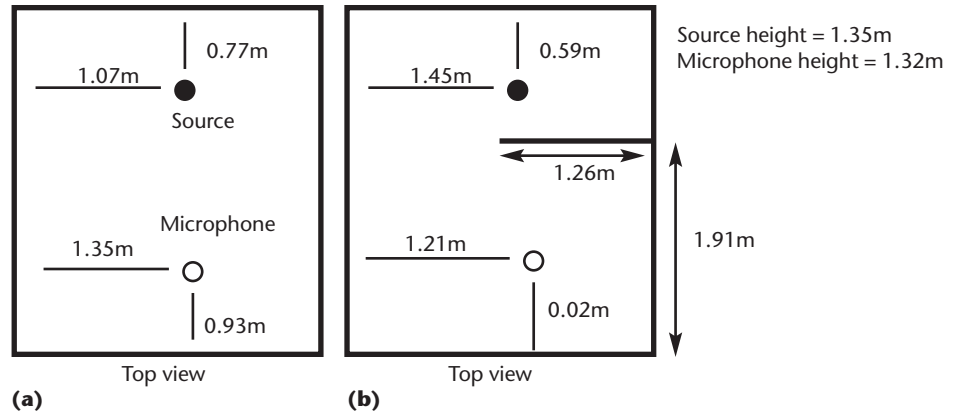 0.77m
1.07m
Source
Microphone
1.35m
0.93m
Top view
(a)
0.59m
1.45m
1.26m
1.21m
0.02m
1.91m
Top view
(b)
Source height = 1.35m
Microphone height = 1.32m